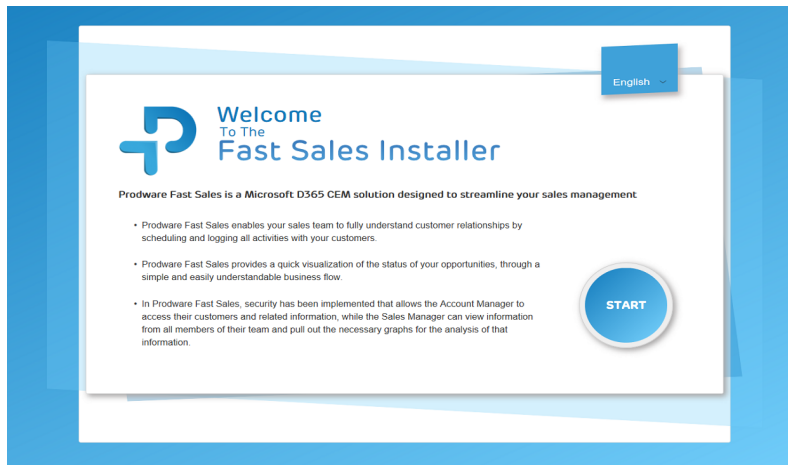 English
Welcome
To The
Fast Sales Installer
Prodware Fast Sales is a Microsoft D365 CEM solution designed to streamline your sales management
• Prodware Fast Sales enables your sales team to fully understand customer relationships by
scheduling and logging all activities with your customers.
• Prodware Fast Sales provides a quick visualization of the status of your opportunities, through a
simple and easily understandable business flow.
• In Prodware Fast Sales, security has been implemented that allows the Account Manager to
access their customers and related information, while the Sales Manager can view information
from all members of their team and pull out the necessary graphs for the analysis of that
information.
START